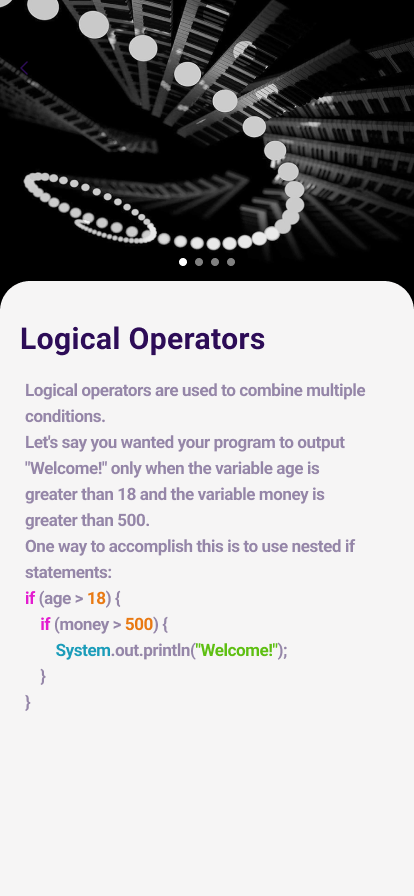 Logical Operators
Logical operators are used to combine multiple
conditions.
Let's say you wanted your program to output
"Welcome!" only when the variable age is
greater than 18 and the variable money is
greater than 500.
One way to accomplish this is to use nested if
statements:
if (age > 18) {
    if (money > 500) {
        System.out.println("Welcome!");
    }
}